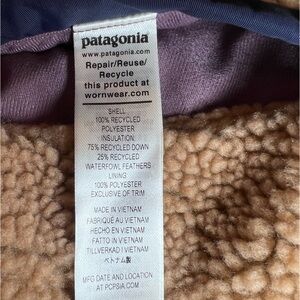 patagonia
www.patagonia.com
Repair/Reuse/
Recycle
this product at
wornwear.com
SHELL
100% RECYCLED
POLYESTER
INSULATION:
75% RECYCLED DOWN
25% RECYCLED
WATERFOWL FEATHERS
LINING
100% POLYESTER
EXCLUSIVE OF TRIM
MADE IN VIETNAM
FABRIQUÉ AU VIETNAM
HECHO EN VIETNAM
FATTO IN VIETNAM
TILLVERKAD I VIETNAM
ベトナム製
MFG DATE AND LOCATION
AT PCPSIA.COM